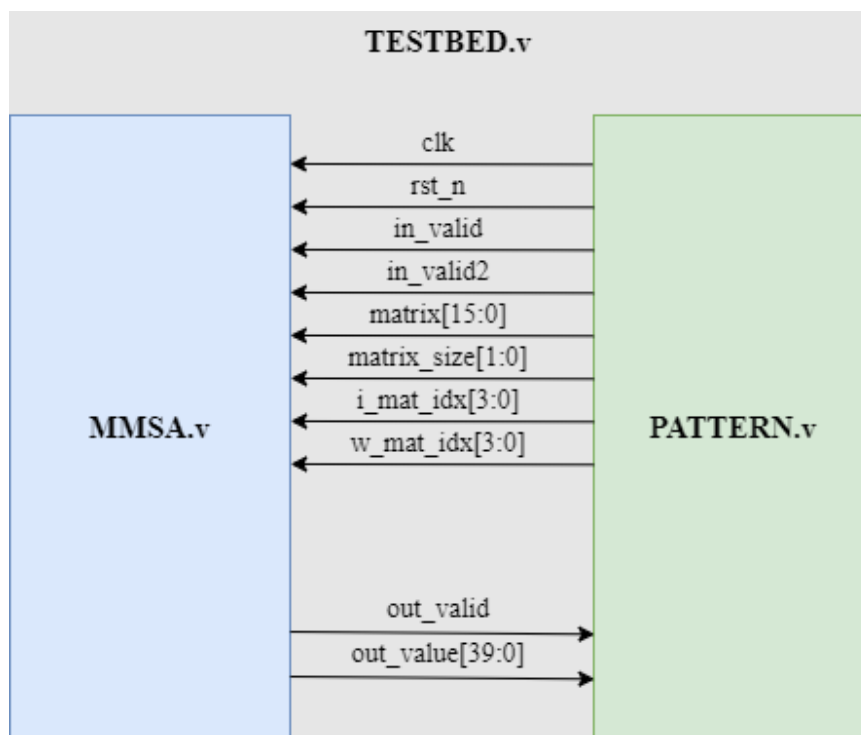 TESTBED.v
clk
rst_n
in_valid
in_valid2
matrix[15:0]
matrix_size[1:0]
i_mat_idx[3:0]
MMSA.v
PATTERN.v
w_mat_idx[3:0]
out_valid
out_value[39:0]